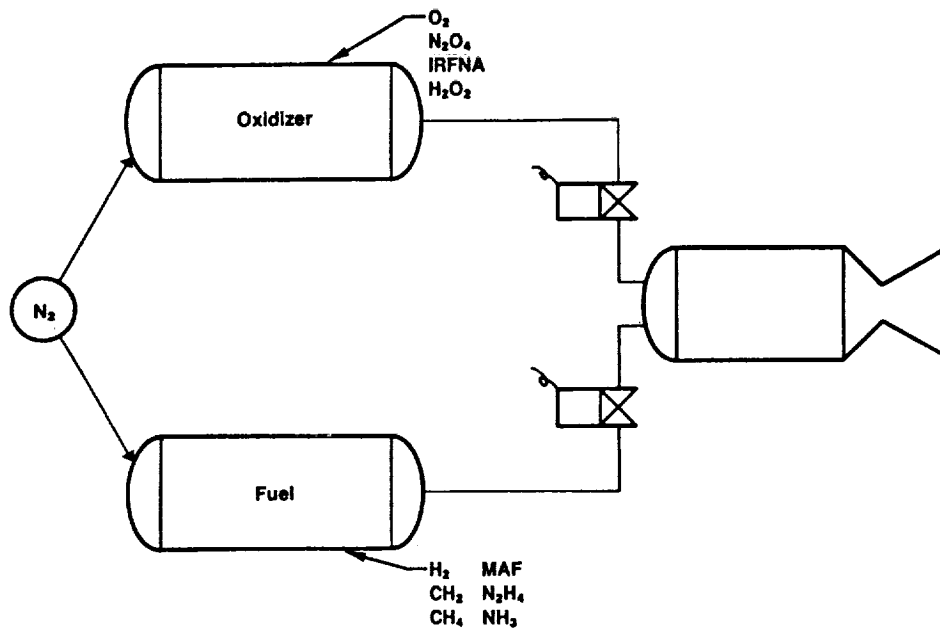 O₂
N₂O₄
IRFNA
H₂O₂
Oxidizer
N₂
Fuel
H₂ MAF
CH₂ N₂H₄
CH₄ NH₃